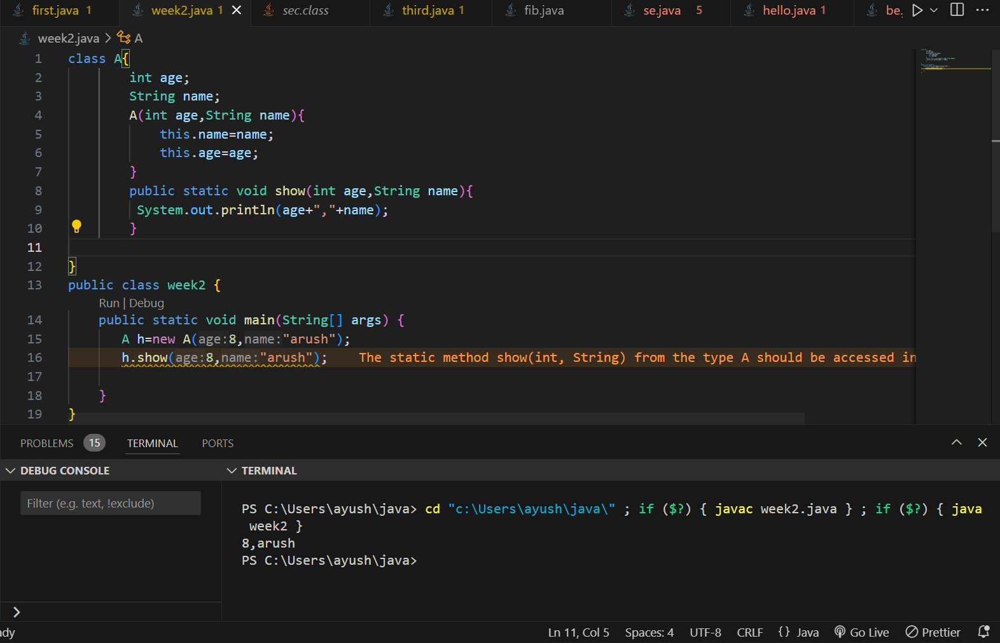 first.java 1 week2.java 1 sec.class third.java 1 fib.java se.java 5 hello.java 1 be.
week2.java > A
1 class A{
2 int age;
3 String name;
4 A(int age,String name){
5 this.name=name;
6 this.age=age;
7 }
8 public static void show(int age,String name){
9 System.out.println(age+","+name);
10 }
11
12 }
13 public class week2 {
Run | Debug
14 public static void main(String[] args) {
15 A h=new A(age:8,name:"arush");
16 h.show(age:8,name:"arush"); The static method show(int, String) from the type A should be accessed in
17
18 }
19 }
PROBLEMS 15 TERMINAL PORTS
DEBUG CONSOLE
Filter (e.g. text, !exclude)
TERMINAL
PS C:\Users\ayush\java> cd "c:\Users\ayush\java\" ; if ($?) { javac week2.java } ; if ($?) { java
week2 }
8,arush
PS C:\Users\ayush\java>
ady Ln 11, Col 5 Spaces: 4 UTF-8 CRLF {} Java Go Live Prettier